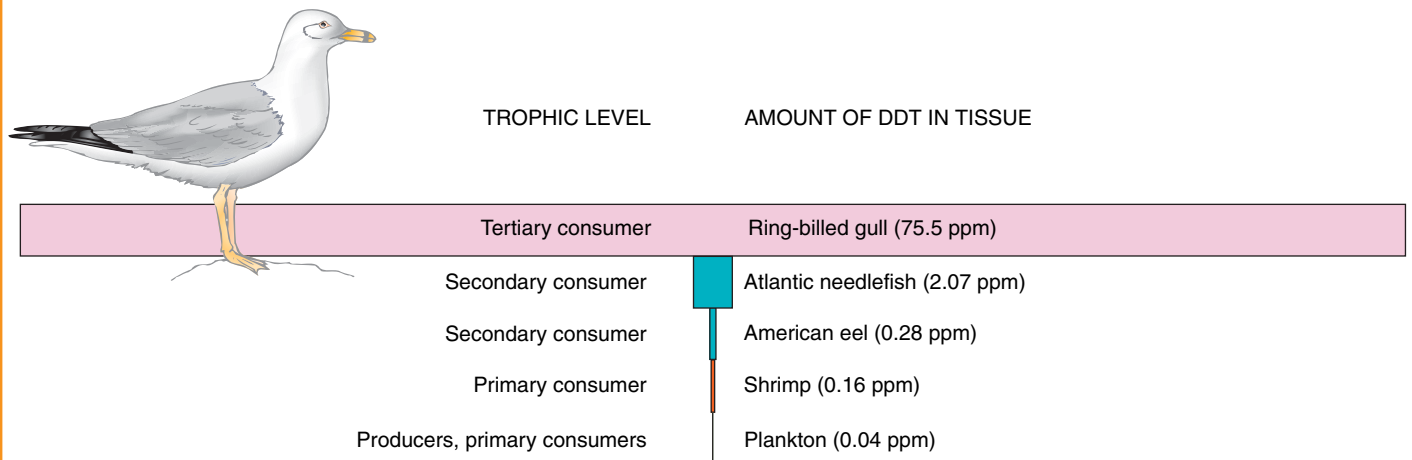 TROPHIC LEVEL AMOUNT OF DDT IN TISSUE
Tertiary consumer Ring-billed gull (75.5 ppm)
Secondary consumer Atlantic needlefish (2.07 ppm)
Secondary consumer American eel (0.28 ppm)
Primary consumer Shrimp (0.16 ppm)
Producers, primary consumers Plankton (0.04 ppm)